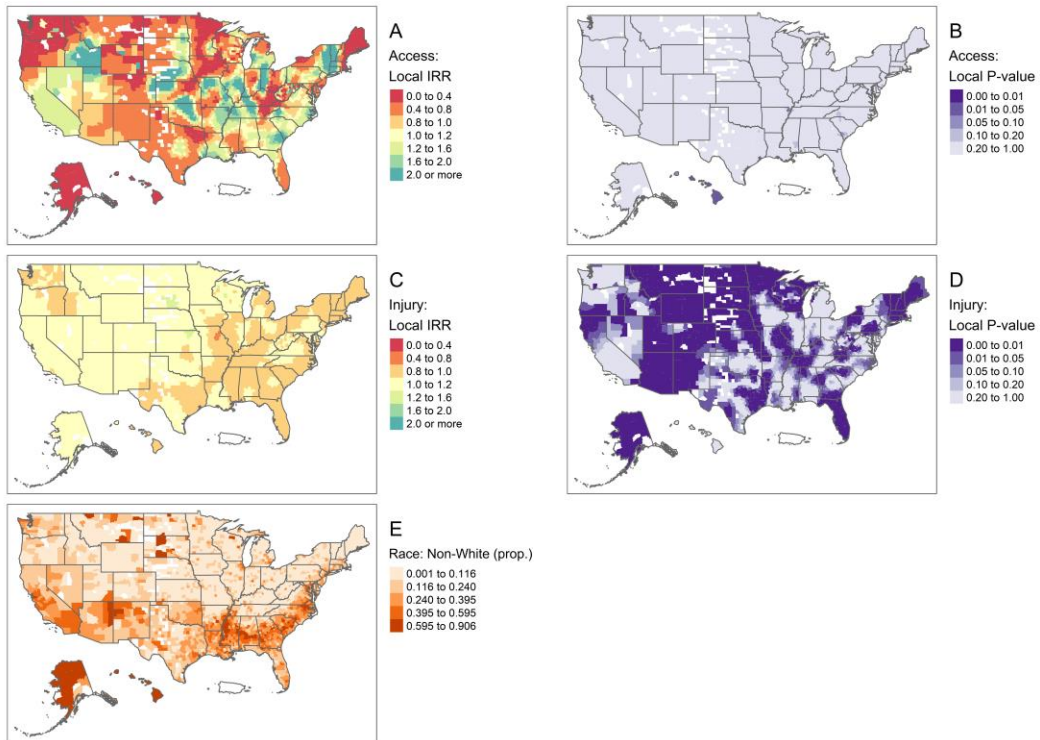 A
Access:
Local IRR
0.0 to 0.4
0.4 to 0.8
0.8 to 1.0
1.0 to 1.2
1.2 to 1.6
1.6 to 2.0
2.0 or more
B
Access:
Local P-value
0.00 to 0.01
0.01 to 0.05
0.05 to 0.10
0.10 to 0.20
0.20 to 1.00
C
Injury:
Local IRR
0.0 to 0.4
0.4 to 0.8
0.8 to 1.0
1.0 to 1.2
1.2 to 1.6
1.6 to 2.0
2.0 or more
D
Injury:
Local P-value
0.00 to 0.01
0.01 to 0.05
0.05 to 0.10
0.10 to 0.20
0.20 to 1.00
E
Race: Non-White (prop.)
0.001 to 0.116
0.116 to 0.240
0.240 to 0.395
0.395 to 0.595
0.595 to 0.906